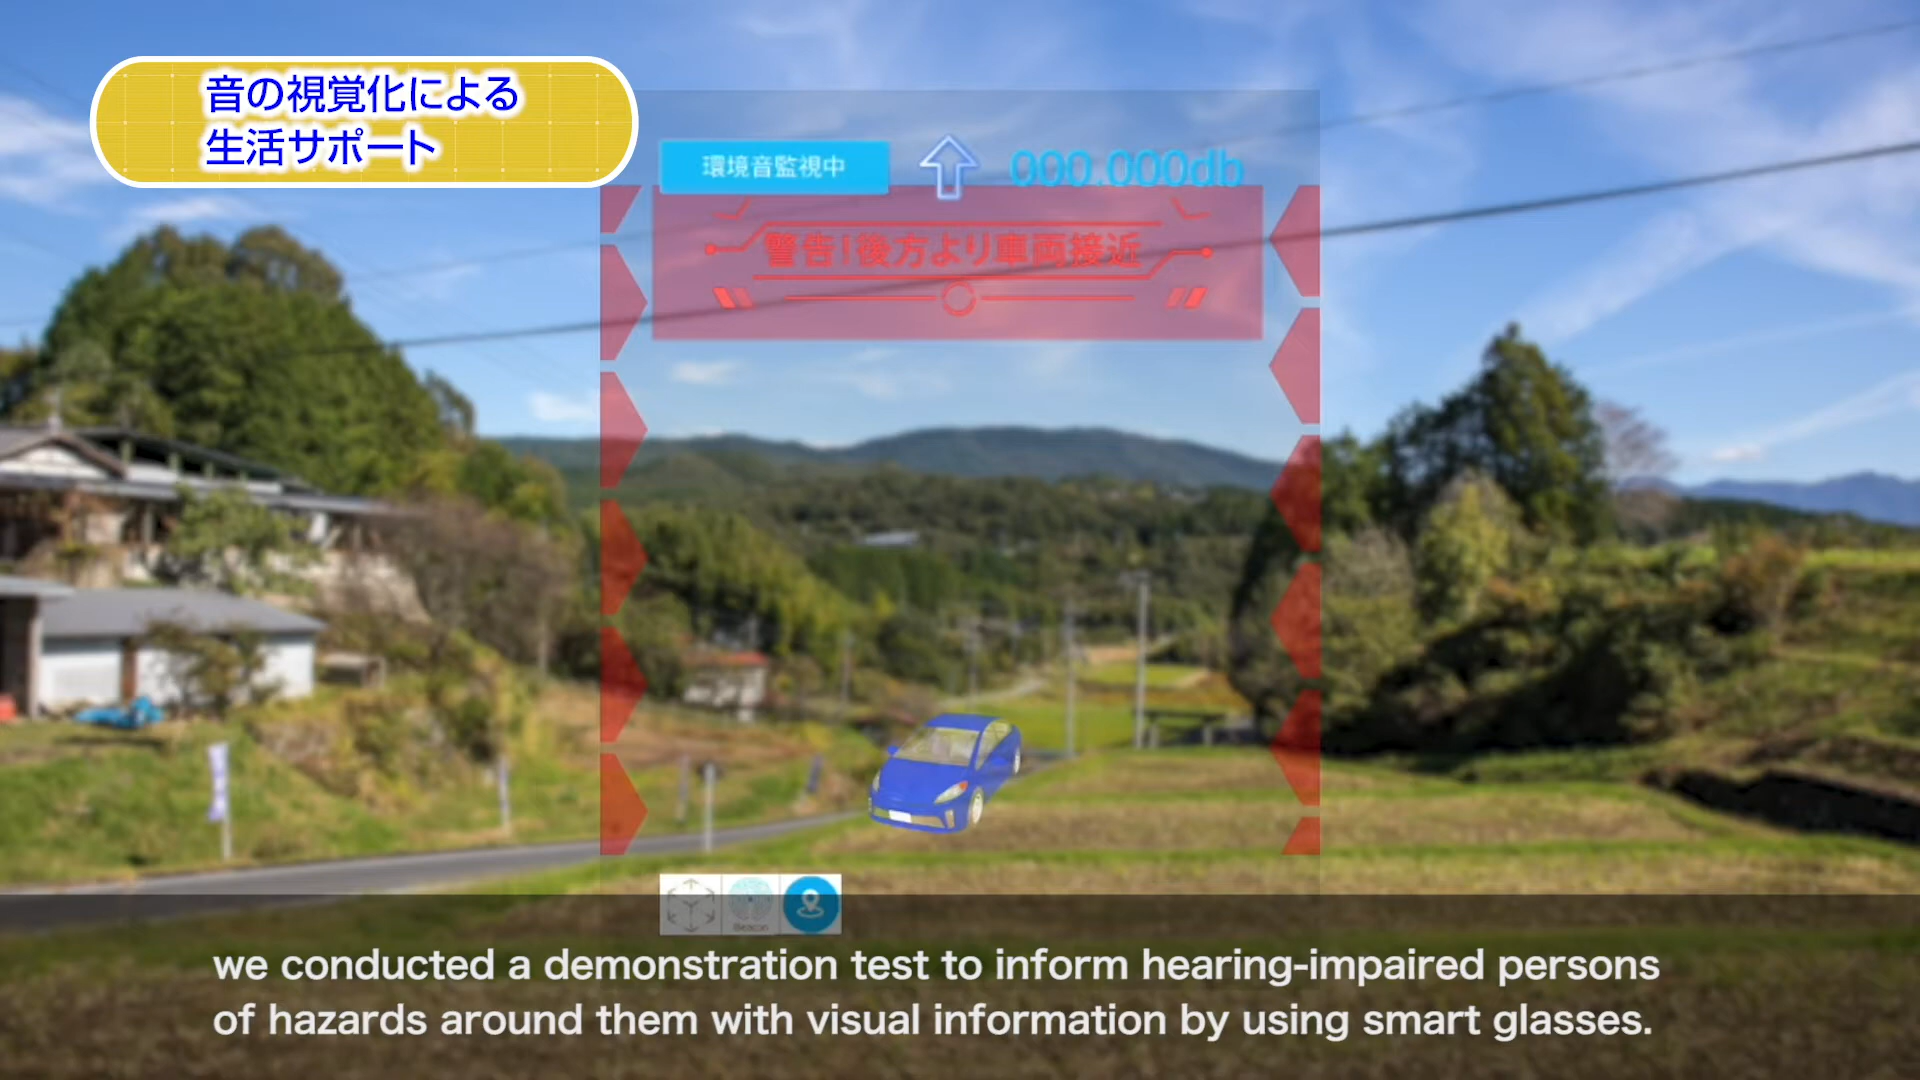 音の視覚化による
生活サポート
環境音監視中
000.000db
警告!後方より車両接近
Beacon
we conducted a demonstration test to inform hearing-impaired persons
of hazards around them with visual information by using smart glasses.